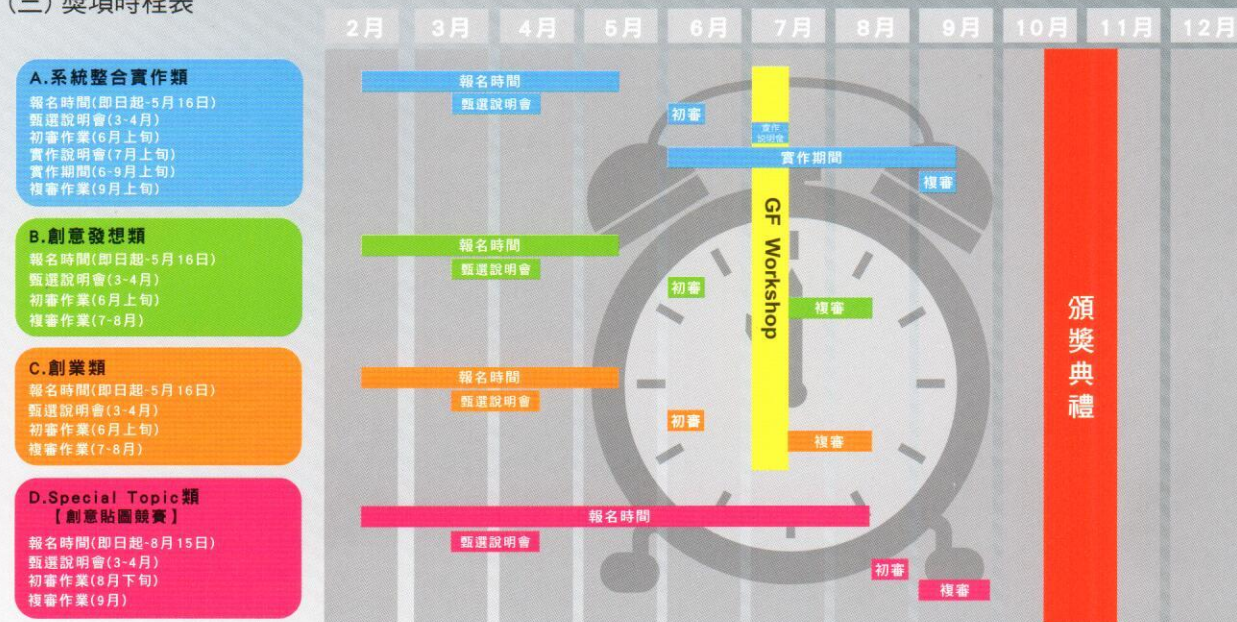 (三)獎項時程表
2月 3月 4月 5月 6月 7月 8月 9月 10月 11月 12月
A.系統整合實作類
報名時間(即日起-5月16日)
甄選說明會(3-4月)
初審作業(6月上旬)
實作說明會(7月上旬)
實作期間(6-9月上旬)
複審作業(9月上旬)
報名時間
甄選說明會
初審
實作
說明會
實作期間
複審
B.創意發想類
報名時間(即日起-5月16日)
甄選說明會(3-4月)
初審作業(6月上旬)
複審作業(7-8月)
報名時間
甄選說明會
初審
複審
GF Workshop
頒獎典禮
C.創業類
報名時間(即日起-5月16日)
甄選說明會(3-4月)
初審作業(6月上旬)
複審作業(7-8月)
報名時間
甄選說明會
初審
複審
D.Special Topic類
【創意貼圖競賽】
報名時間(即日起-8月15日)
甄選說明會(3-4月)
初審作業(8月下旬)
複審作業(9月)
報名時間
甄選說明會
初審
複審